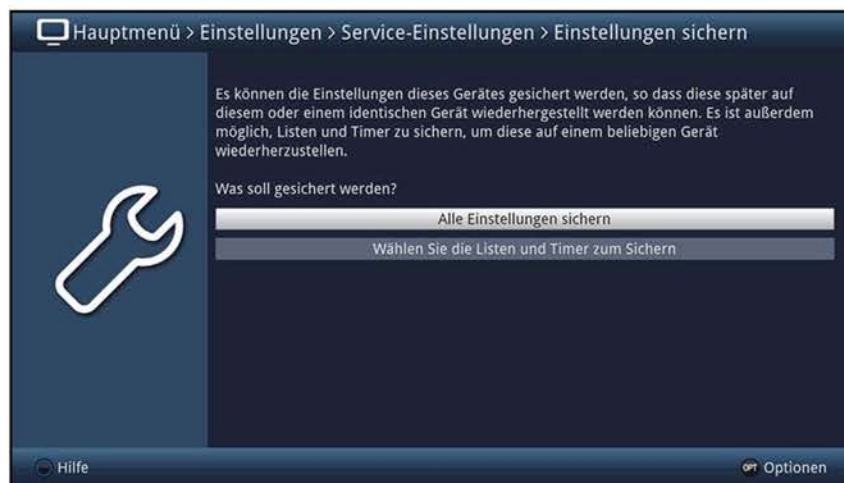 Hauptmenü > Einstellungen > Service-Einstellungen > Einstellungen sichern
Es können die Einstellungen dieses Gerätes gesichert werden, so dass diese später auf
diesem oder einem identischen Gerät wiederhergestellt werden können. Es ist außerdem
möglich, Listen und Timer zu sichern, um diese auf einem beliebigen Gerät
wiederherzustellen.
Was soll gesichert werden?
Alle Einstellungen sichern
Wählen Sie die Listen und Timer zum Sichern
Hilfe
OPT Optionen